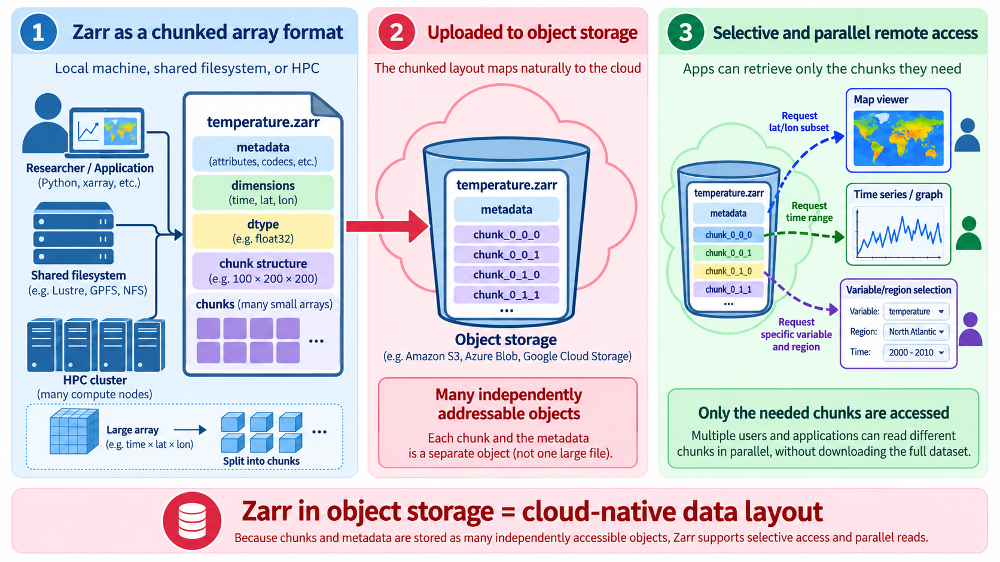 1 Zarr as a chunked array format
Local machine, shared filesystem, or HPC
Researcher / Application
(Python, xarray, etc.)
Shared filesystem
(e.g. Lustre, GPFS, NFS)
HPC cluster
(many compute nodes)
temperature.zarr
metadata
(attributes, codecs, etc.)
dimensions
(time, lat, lon)
dtype
(e.g. float32)
chunk structure
(e.g. 100 × 200 × 200)
chunks (many small arrays)
...
Large array
(e.g. time × lat × lon)
Split into chunks
...
2 Uploaded to object storage
The chunked layout maps naturally to the cloud
temperature.zarr
metadata
chunk_0_0_0
chunk_0_0_1
chunk_0_1_0
chunk_0_1_1
...
Object storage
(e.g. Amazon S3, Azure Blob, Google Cloud Storage)
Many independently
addressable objects
Each chunk and the metadata
is a separate object (not one large file).
3 Selective and parallel remote access
Apps can retrieve only the chunks they need
temperature.zarr
metadata
chunk_0_0_0
chunk_0_0_1
chunk_0_1_0
chunk_0_1_1
...
Request
lat/lon subset
Request
time range
Request
specific variable
and region
Map viewer
Time series / graph
Variable/region selection
Variable: temperature
Region: North Atlantic
Time: 2000 - 2010
Only the needed chunks are accessed
Multiple users and applications can read different
chunks in parallel, without downloading the full dataset.
Zarr in object storage = cloud-native data layout
Because chunks and metadata are stored as many independently accessible objects, Zarr supports selective access and parallel reads.